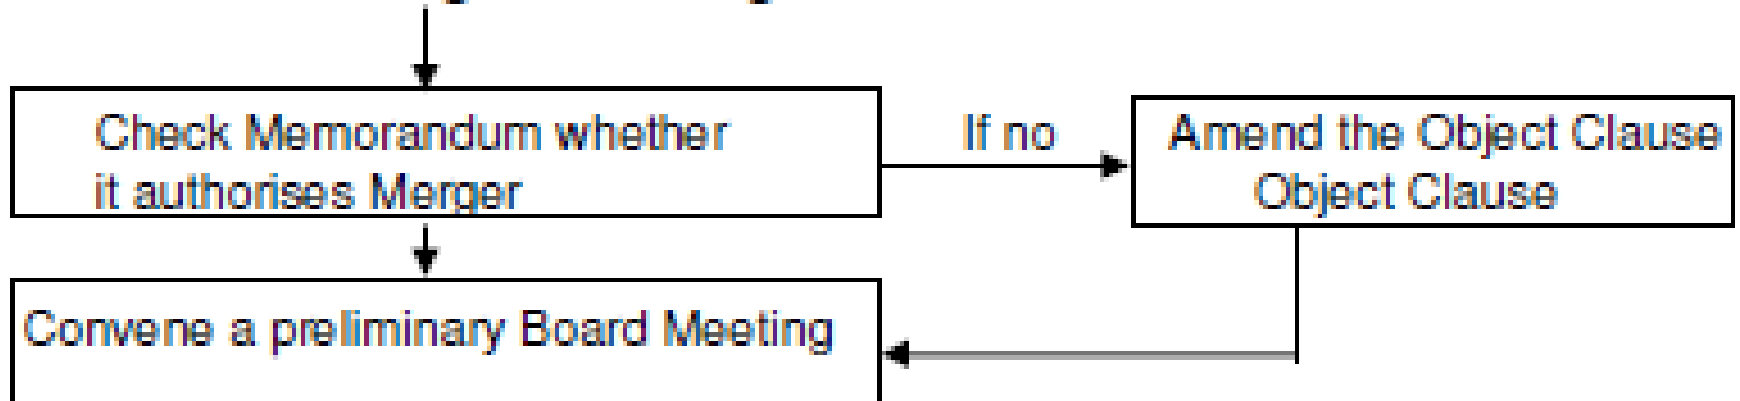 Check Memorandum whether
it authorises Merger
If no
Amend the Object Clause
Object Clause
Convene a preliminary Board Meeting